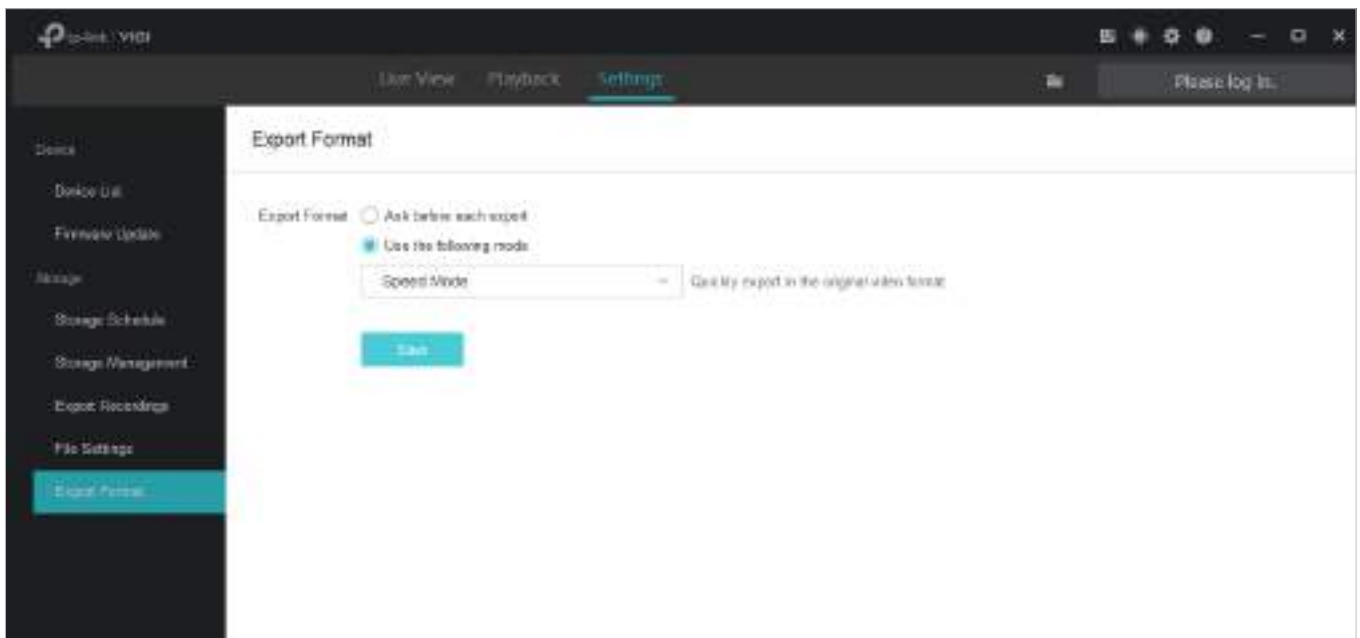 tp-link VIGI
Live View Playback Settings Please log in.
Export Format
Device
Device List
Firmware Update
Storage
Storage Schedule
Storage Management
Export Recordings
File Settings
Export Format
Export Format Ask before each export
Use the following mode
Speed Mode Quickly export in the original video format
Save